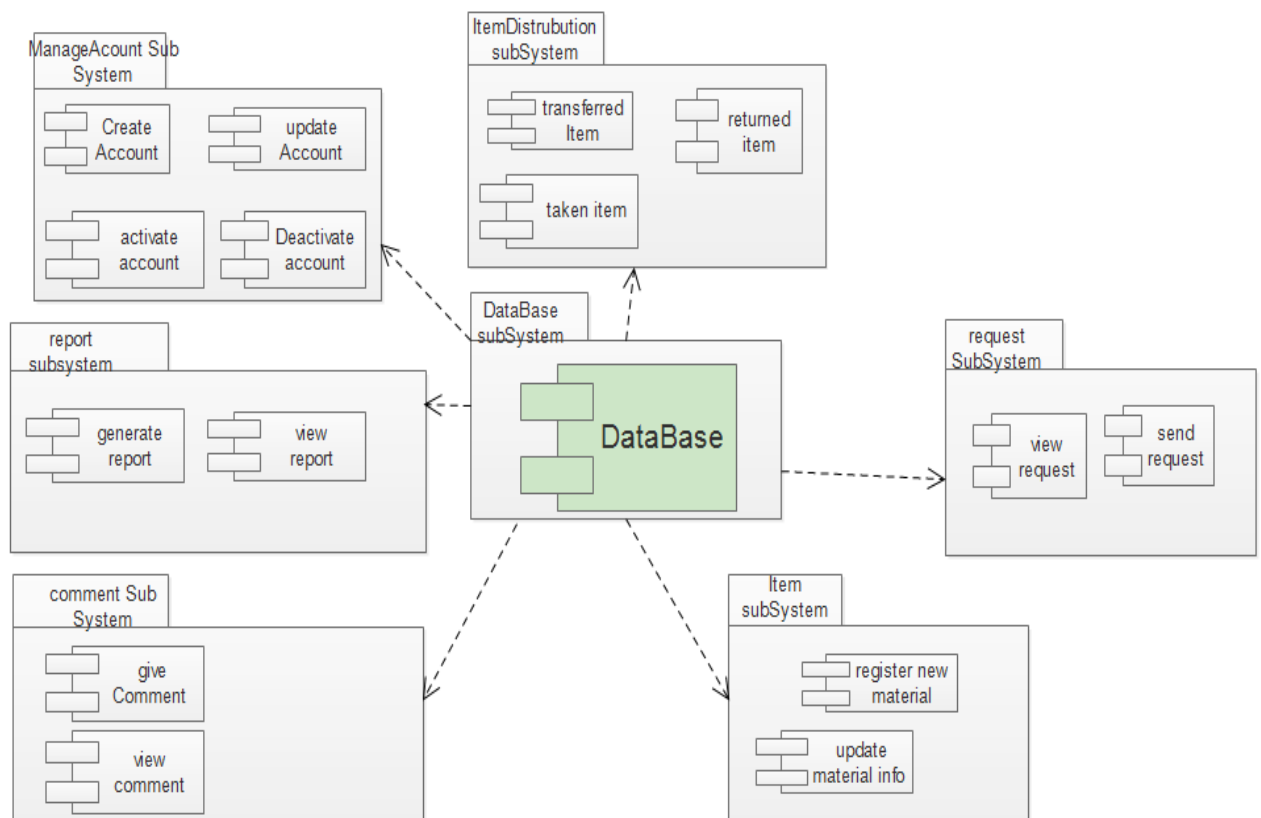 ManageAcount Sub
System
Create
Account
update
Account
activate
account
Deactivate
account
ItemDistrubution
subSystem
transferred
Item
returned
item
taken item
DataBase
subSystem
DataBase
report
subsystem
generate
report
view
report
request
SubSystem
view
request
send
request
comment Sub
System
give
Comment
view
comment
Item
subSystem
register new
material
update
material info